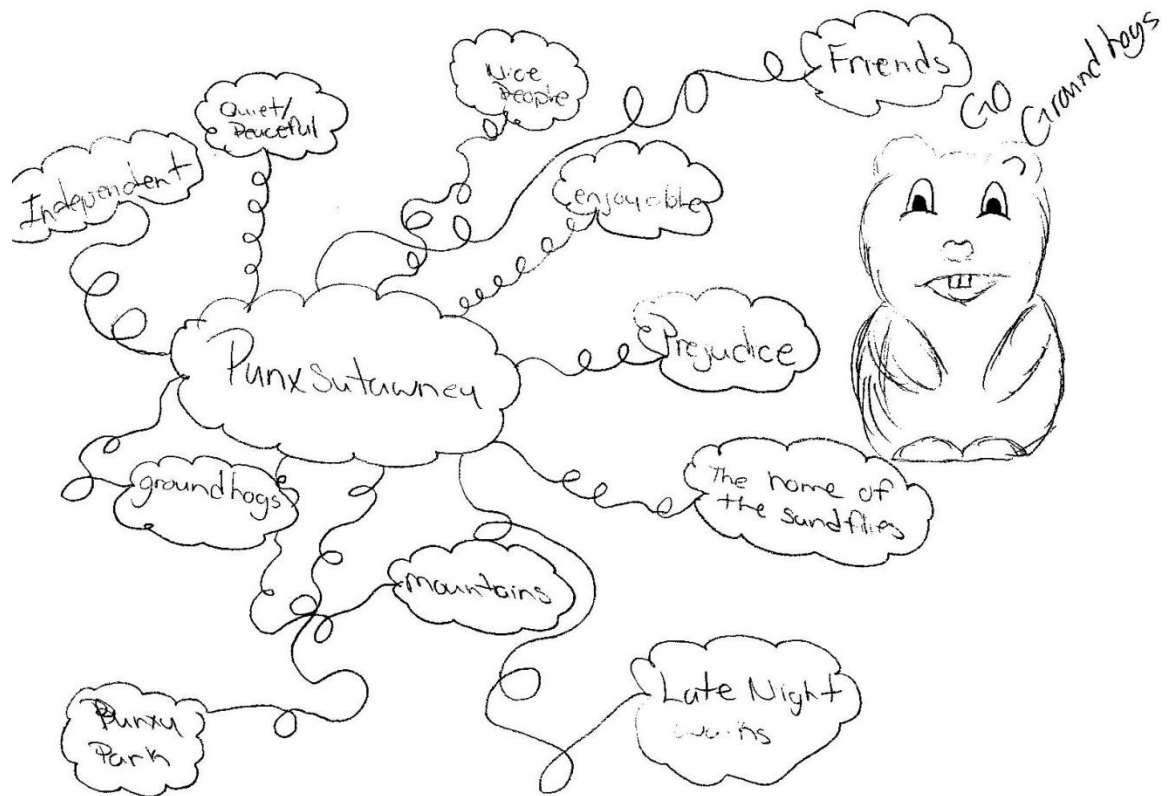 Nice
People
Friends
GO
Groundhogs
Quiet/
Peaceful
Independent
enjoyable
Prejudice
Punxsutawney
groundhogs
The home of
the sandflies
mountains
Late Night
walks
Punxy
Park